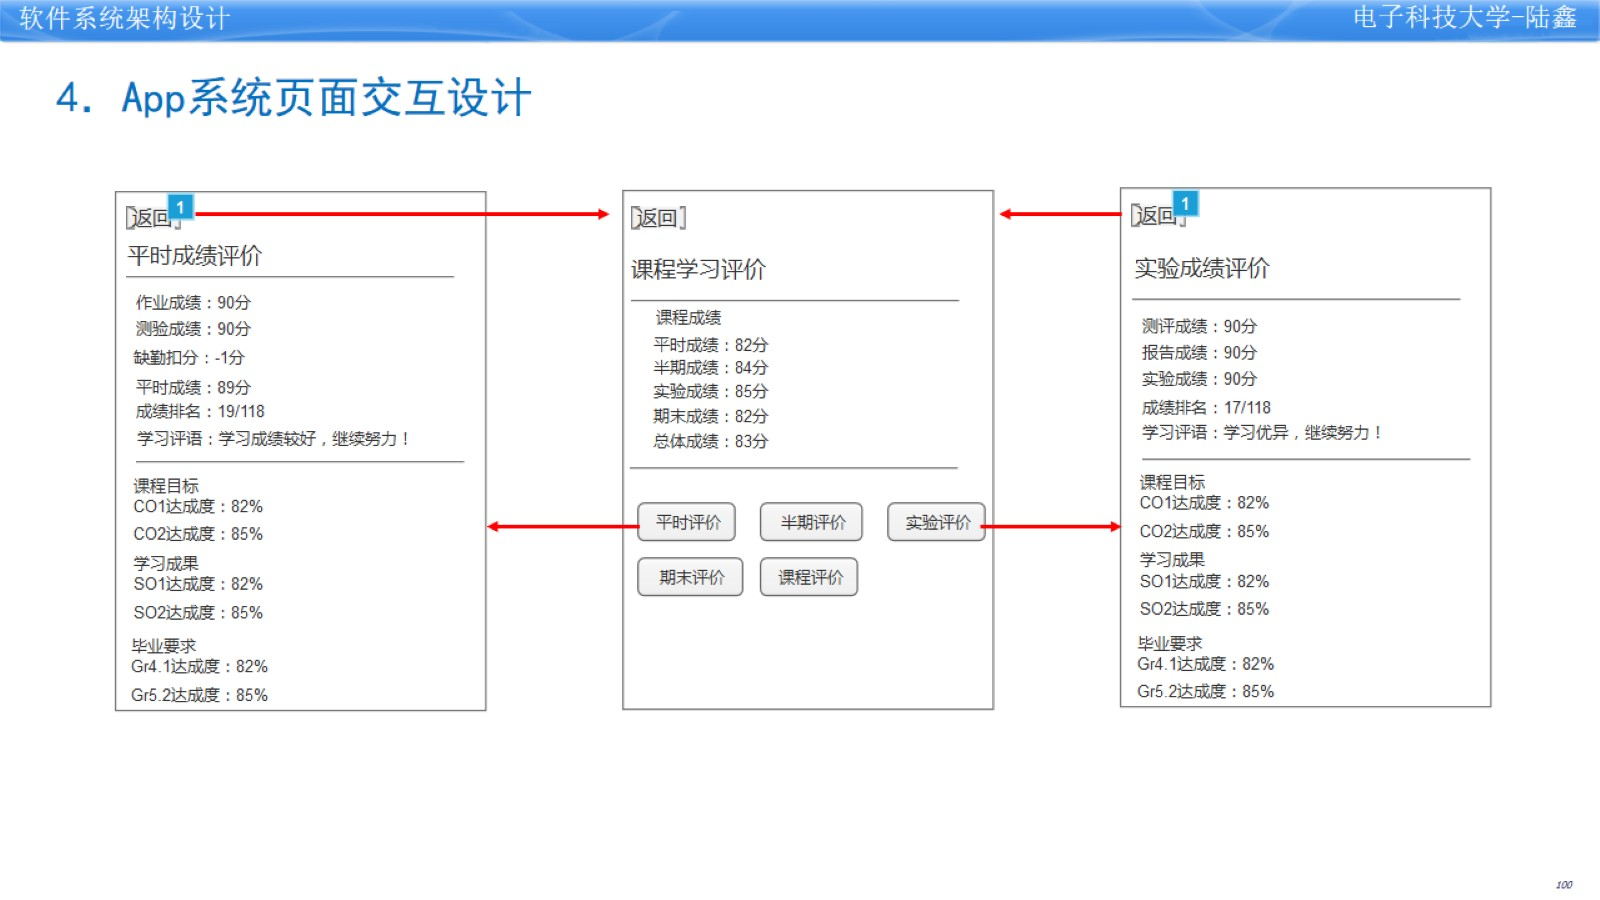 软件系统架构设计
电子科技大学-陆鑫
4. App系统页面交互设计
[返回]
1
平时成绩评价
作业成绩：90分
测验成绩：90分
缺勤扣分：-1分
平时成绩：89分
成绩排名：19/118
学习评语：学习成绩较好，继续努力！
课程目标
CO1达成度：82%
CO2达成度：85%
学习成果
SO1达成度：82%
SO2达成度：85%
毕业要求
Gr4.1达成度：82%
Gr5.2达成度：85%
[返回]
课程学习评价
课程成绩
平时成绩：82分
半期成绩：84分
实验成绩：85分
期末成绩：82分
总体成绩：83分
平时评价
半期评价
实验评价
期末评价
课程评价
[返回]
1
实验成绩评价
测评成绩：90分
报告成绩：90分
实验成绩：90分
成绩排名：17/118
学习评语：学习优异，继续努力！
课程目标
CO1达成度：82%
CO2达成度：85%
学习成果
SO1达成度：82%
SO2达成度：85%
毕业要求
Gr4.1达成度：82%
Gr5.2达成度：85%
100